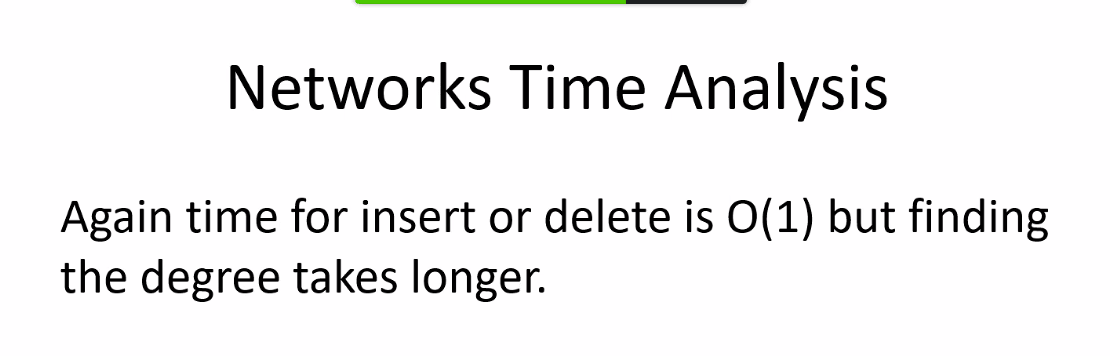 Networks Time Analysis
Again time for insert or delete is O(1) but finding
the degree takes longer.